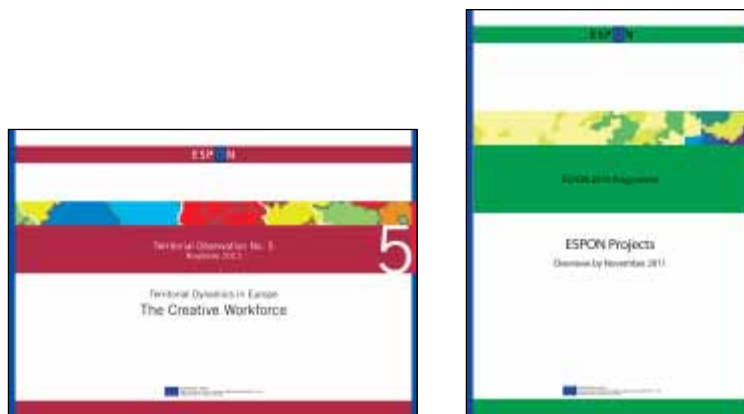 ESPON
Territorial Observation No. 5
November 2011
5
Territorial Dynamics in Europe
The Creative Workforce
ESPON
ESPON 2013 Programme
ESPON Projects
Overview by November 2011